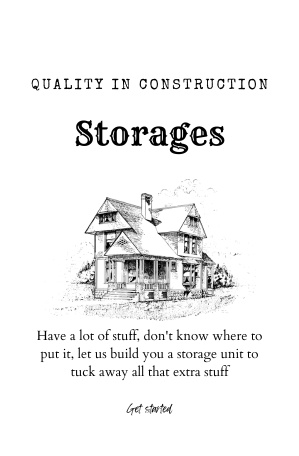 QUALITY IN CONSTRUCTION
Storages
Have a lot of stuff, don't know where to
put it, let us build you a storage unit to
tuck away all that extra stuff
Get started